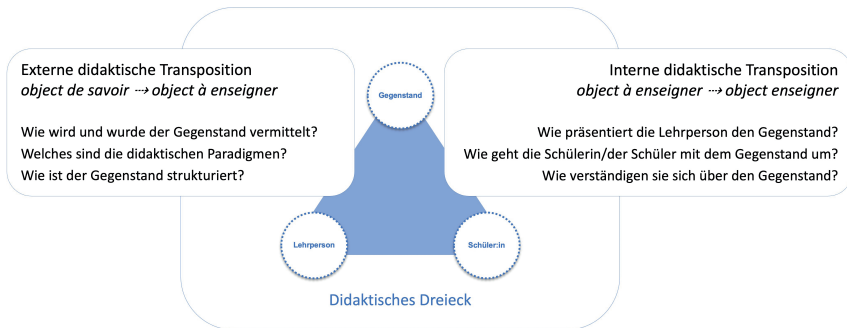 Externe didaktische Transposition
object de savoir ⇢ object à enseigner
Wie wird und wurde der Gegenstand vermittelt?
Welches sind die didaktischen Paradigmen?
Wie ist der Gegenstand strukturiert?
Gegenstand
Interne didaktische Transposition
object à enseigner ⇢ object enseigner
Wie präsentiert die Lehrperson den Gegenstand?
Wie geht die Schülerin/der Schüler mit dem Gegenstand um?
Wie verständigen sie sich über den Gegenstand?
Lehrperson
Schüler:in
Didaktisches Dreieck